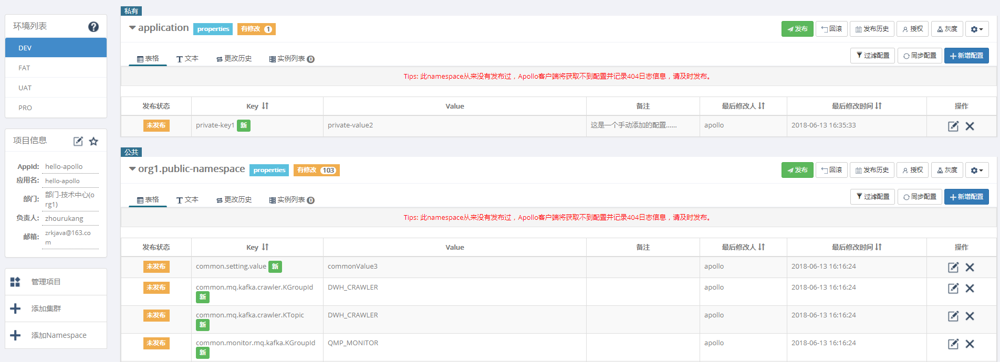 环境列表
DEV
FAT
UAT
PRO
项目信息
AppId: hello-apollo
应用名: hello-apollo
部门: 部门-技术中心(o
rg1)
负责人: zhourukang
邮箱: zrkjava@163.co
m
管理项目
添加集群
添加Namespace
私有
application properties 有修改 1 发布 回滚 发布历史 授权 灰度
表格 文本 更改历史 实例列表 0 过滤配置 同步配置 新增配置
Tips: 此namespace从来没有发布过，Apollo客户端将获取不到配置并记录404日志信息，请及时发布。
发布状态 Key Value 备注 最后修改人 最后修改时间 操作
未发布 private-key1 新 private-value2 这是一个手动添加的配置...... apollo 2018-06-13 16:35:33
公共
org1.public-namespace properties 有修改 103 发布 回滚 发布历史 授权 灰度
表格 文本 更改历史 实例列表 0 过滤配置 同步配置 新增配置
Tips: 此namespace从来没有发布过，Apollo客户端将获取不到配置并记录404日志信息，请及时发布。
发布状态 Key Value 备注 最后修改人 最后修改时间 操作
未发布 common.setting.value 新 commonValue3 apollo 2018-06-13 16:16:24
未发布 common.mq.kafka.crawler.KGroupId DWH_CRAWLER apollo 2018-06-13 16:16:24
新
未发布 common.mq.kafka.crawler.KTopic DWH_CRAWLER apollo 2018-06-13 16:16:24
新
未发布 common.monitor.mq.kafka.KGroupId QMP_MONITOR apollo 2018-06-13 16:16:24
新